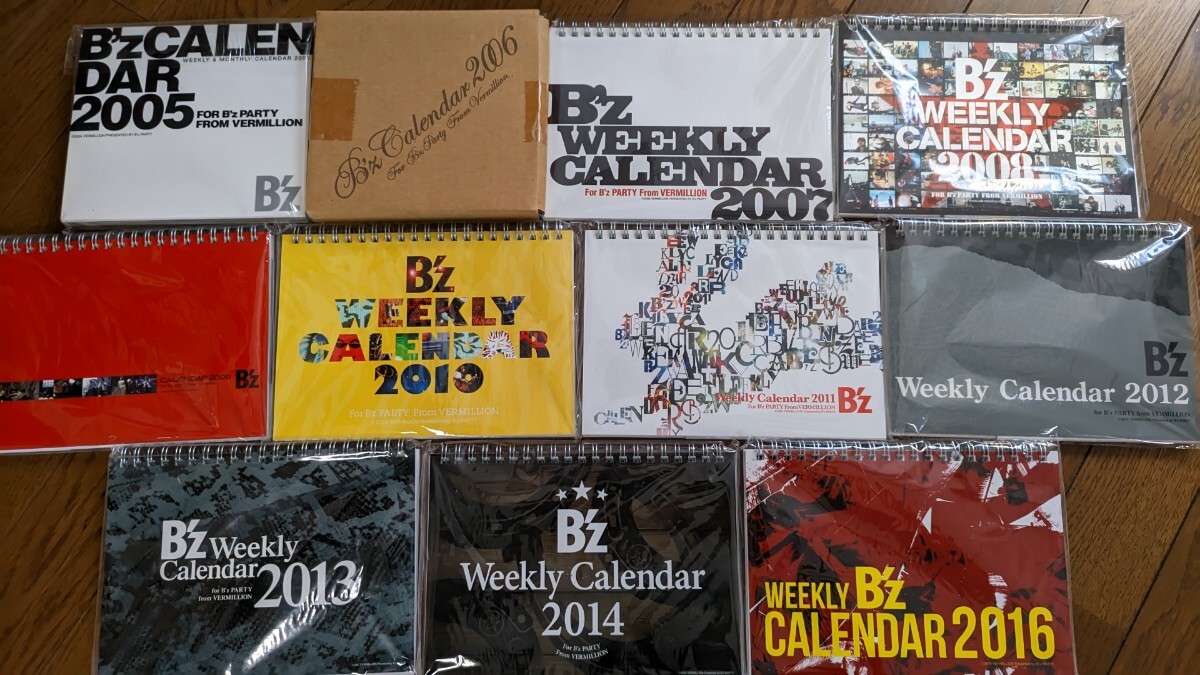 B'z CALEN
WEEKLY & MONTHLY CALENDAR 2005
DAR
2005
FOR B'z PARTY
FROM VERMILLION
B'z
B'z Calendar 2006
For B'z Party From Vermillion
B'z
WEEKLY
CALENDAR
For B'z PARTY From VERMILLION
2007
B'z
WEEKLY
CALENDAR
2008
FOR B'z PARTY FROM VERMILLION
CALENDAR 2009
B'z
B'z
WEEKLY
CALENDAR
2010
For B'z PARTY From VERMILLION
Weekly Calendar 2011
For B'z PARTY From VERMILLION
B'z
B'z
Weekly Calendar 2012
for B'z PARTY from VERMILLION
B'z Weekly
Calendar 2013
for B'z PARTY
from VERMILLION
B'z
Weekly Calendar
2014
For B'z PARTY
From VERMILLION
WEEKLY B'z
CALENDAR 2016